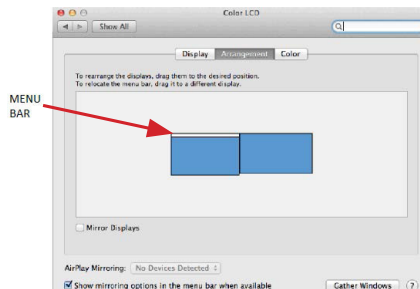 Color LCD
Show All
Display Arrangement Color
To rearrange the displays, drag them to the desired position.
To relocate the menu bar, drag it to a different display.
MENU
BAR
Mirror Displays
AirPlay Mirroring: No Devices Detected
Show mirroring options in the menu bar when available
Gather Windows ?